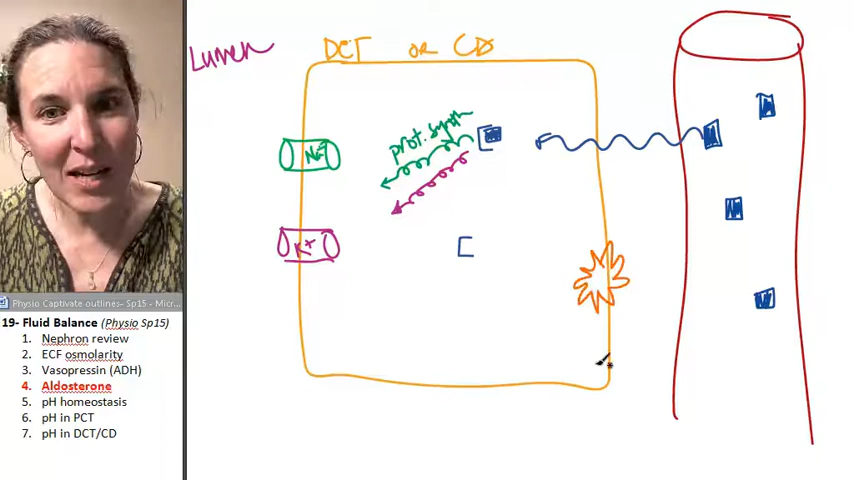 Lumen
DCT or CD
prot. synth
Na+
K+
Physio Captivate outlines- Sp15 - Micr...
19- Fluid Balance (Physio Sp15)
1. Nephron review
2. ECF osmolarity
3. Vasopressin (ADH)
4. Aldosterone
5. pH homeostasis
6. pH in PCT
7. pH in DCT/CD